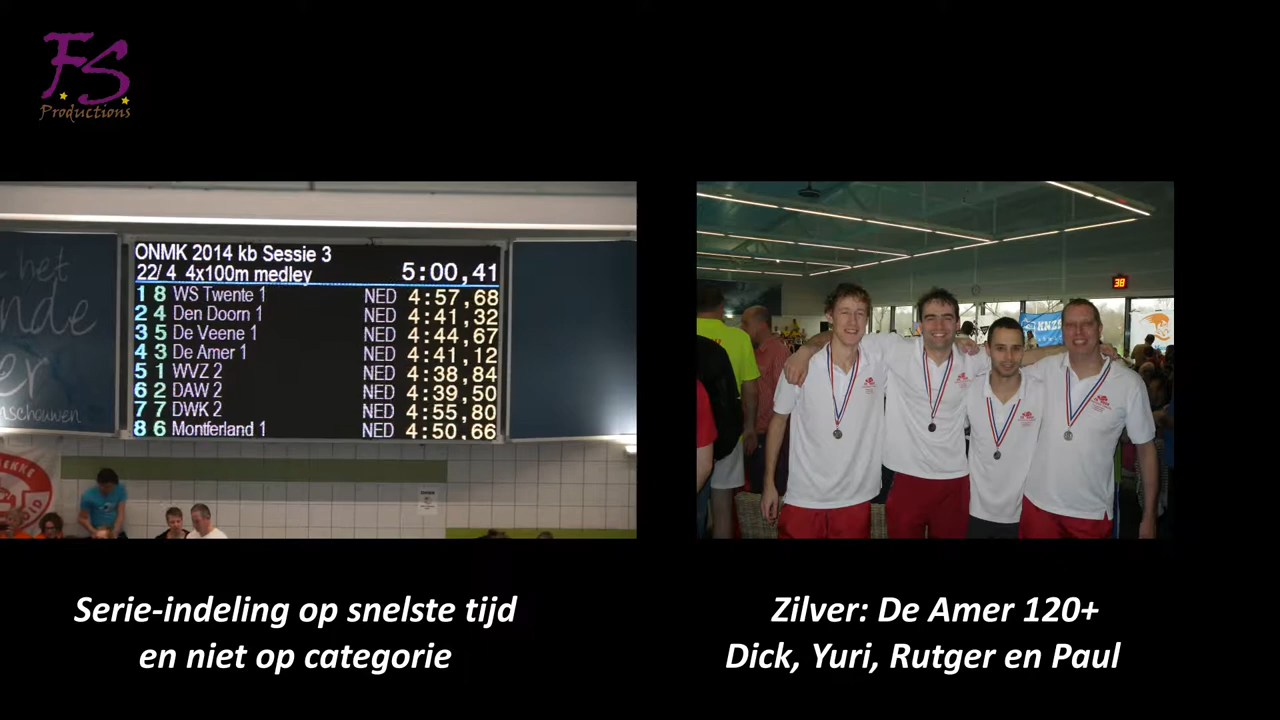 F.S.
Productions
het
nde
er
nschouwen
ONMK 2014 kb Sessie 3
22/ 4 4x100m medley 5:00,41
1 8 WS Twente 1 NED 4:57,68
2 4 Den Doorn 1 NED 4:41,32
3 5 De Veene 1 NED 4:44,67
4 3 De Amer 1 NED 4:41,12
5 1 WVZ 2 NED 4:38,84
6 2 DAW 2 NED 4:39,50
7 7 DWK 2 NED 4:55,80
8 6 Montferland 1 NED 4:50,66
38
Serie-indeling op snelste tijd
en niet op categorie
Zilver: De Amer 120+
Dick, Yuri, Rutger en Paul